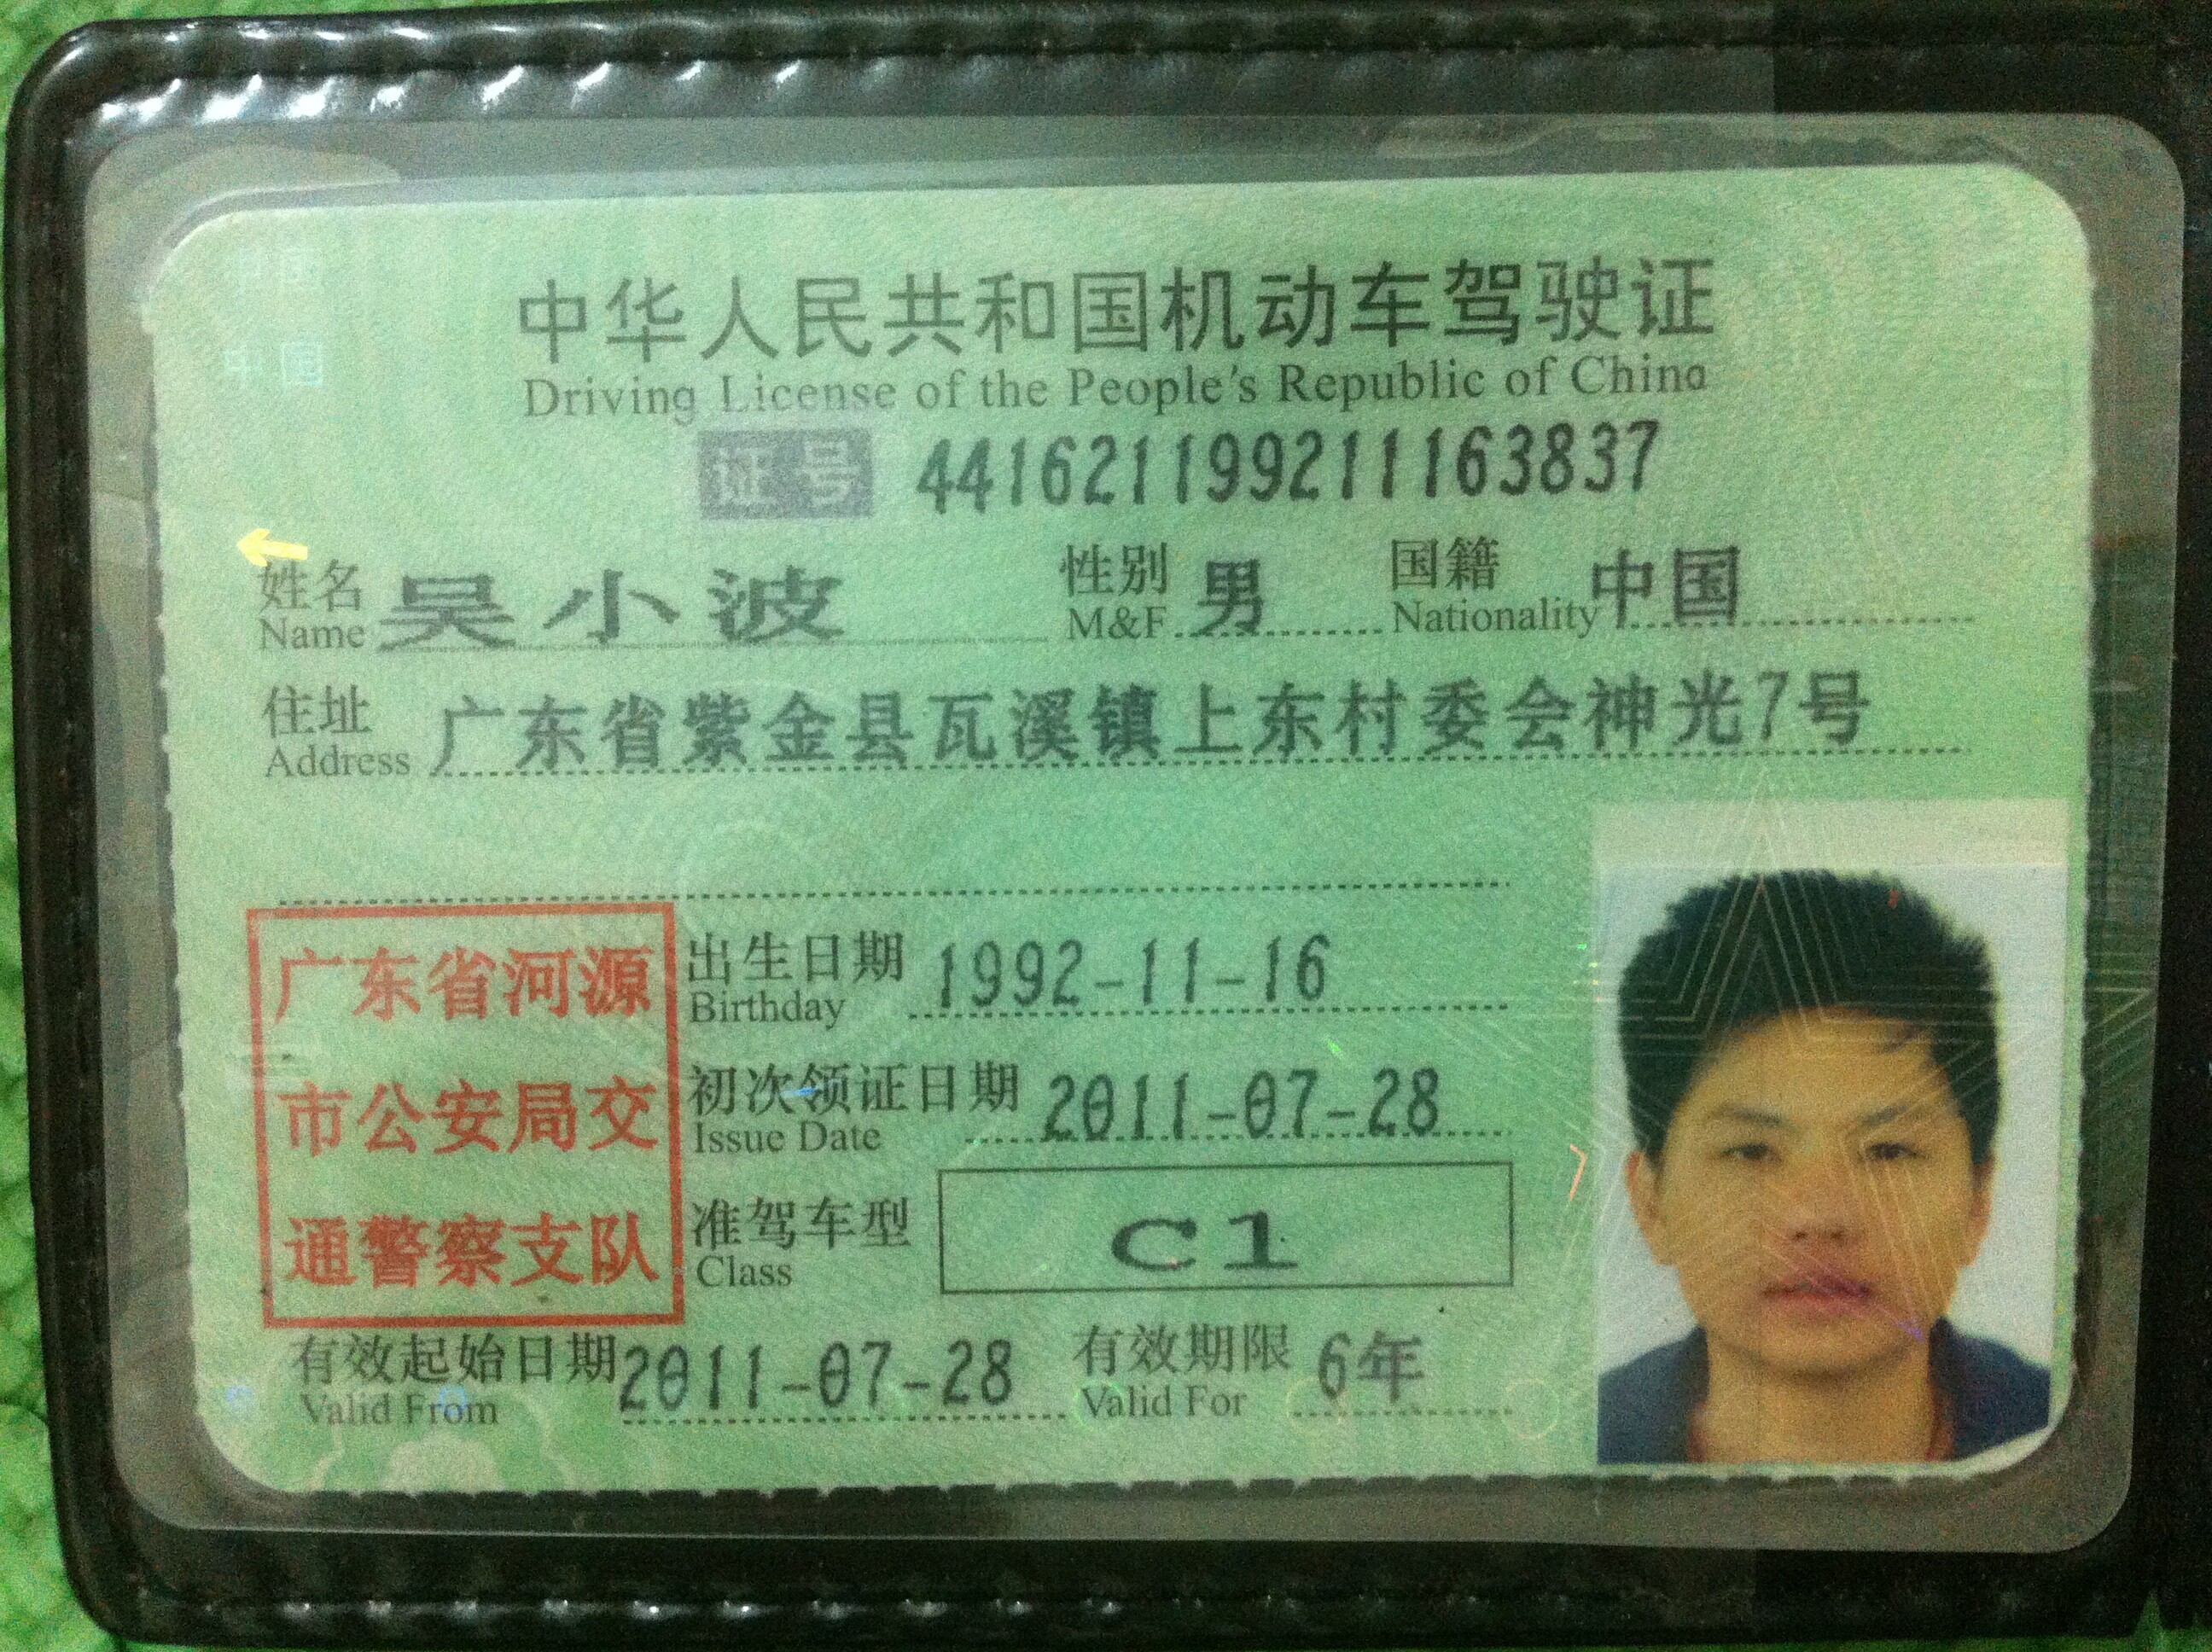 中华人民共和国机动车驾驶证
Driving License of the People's Republic of China
证号 441621199211163837
姓名 吴小波 性别 男 国籍 中国
Name M&F Nationality
住址 广东省紫金县瓦溪镇上东村委会神光7号
Address
广东省河源
市公安局交
通警察支队
出生日期 1992-11-16
Birthday
初次领证日期 2011-07-28
Issue Date
准驾车型 C1
Class
有效起始日期 2011-07-28 有效期限 6年
Valid From Valid For